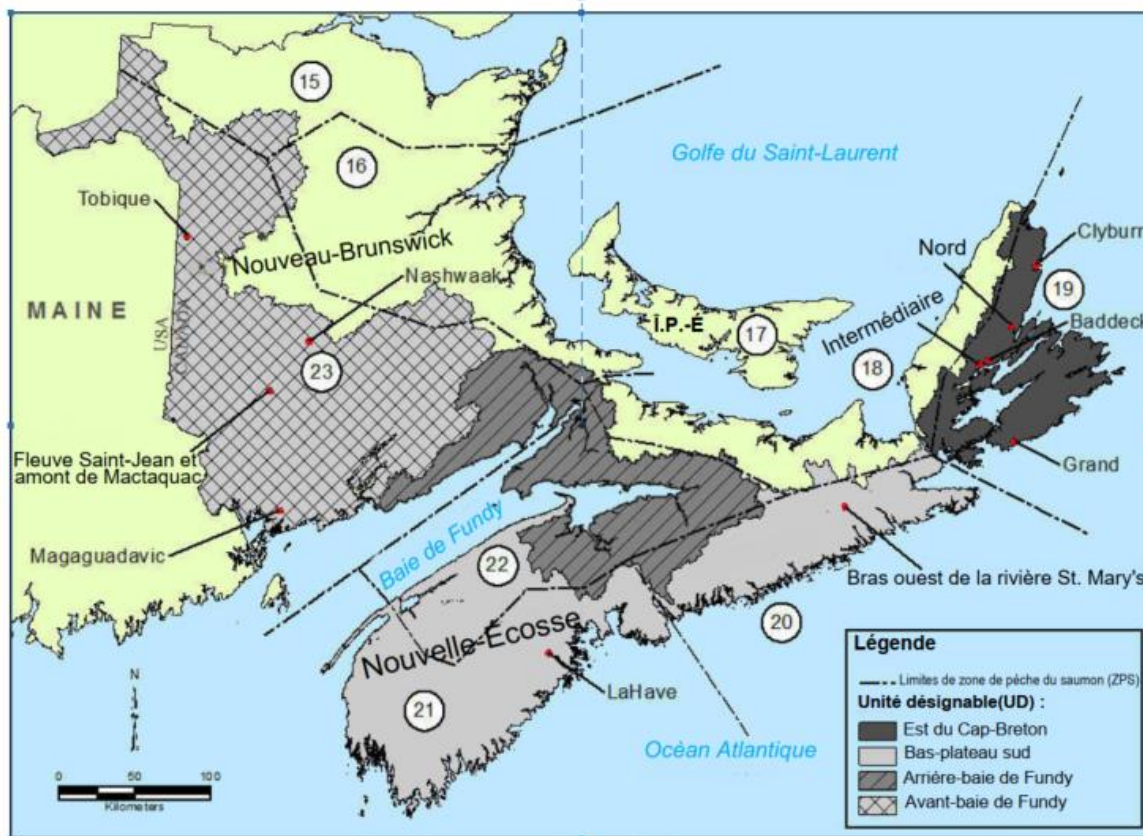 15
16
Golfe du Saint-Laurent
Tobique
Nouveau-Brunswick
Nord
Clyburn
Nashwaak
19
MAINE
USA
CANADA
Î.P.-É
17
Intermédiaire
Baddeck
18
23
Fleuve Saint-Jean et
amont de Mactaquac
Grand
Magaguadavic
Baie de Fundy
22
Bras ouest de la rivière St. Mary's
20
Nouvelle-Écosse
LaHave
21
Océan Atlantique
N
0 50 100
Kilometers
Légende
Limites de zone de pêche du saumon (ZPS)
Unité désignable(UD) :
Est du Cap-Breton
Bas-plateau sud
Arriére-baie de Fundy
Avant-baie de Fundy